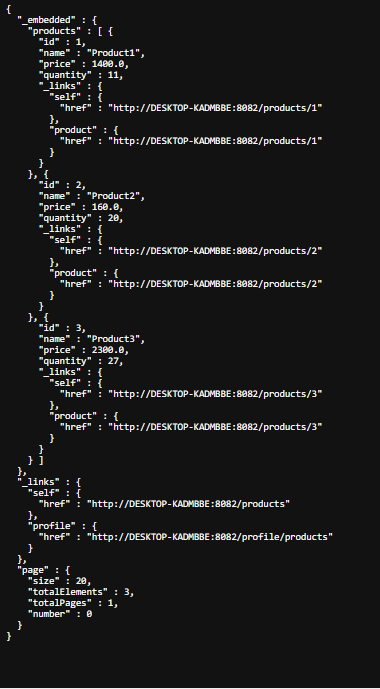 {
  "_embedded" : {
    "products" : [ {
      "id" : 1,
      "name" : "Product1",
      "price" : 1400.0,
      "quantity" : 11,
      "_links" : {
        "self" : {
          "href" : "http://DESKTOP-KADMBBE:8082/products/1"
        },
        "product" : {
          "href" : "http://DESKTOP-KADMBBE:8082/products/1"
        }
      }
    }, {
      "id" : 2,
      "name" : "Product2",
      "price" : 160.0,
      "quantity" : 20,
      "_links" : {
        "self" : {
          "href" : "http://DESKTOP-KADMBBE:8082/products/2"
        },
        "product" : {
          "href" : "http://DESKTOP-KADMBBE:8082/products/2"
        }
      }
    }, {
      "id" : 3,
      "name" : "Product3",
      "price" : 2300.0,
      "quantity" : 27,
      "_links" : {
        "self" : {
          "href" : "http://DESKTOP-KADMBBE:8082/products/3"
        },
        "product" : {
          "href" : "http://DESKTOP-KADMBBE:8082/products/3"
        }
      }
    } ]
  },
  "_links" : {
    "self" : {
      "href" : "http://DESKTOP-KADMBBE:8082/products"
    },
    "profile" : {
      "href" : "http://DESKTOP-KADMBBE:8082/profile/products"
    }
  },
  "page" : {
    "size" : 20,
    "totalElements" : 3,
    "totalPages" : 1,
    "number" : 0
  }
}